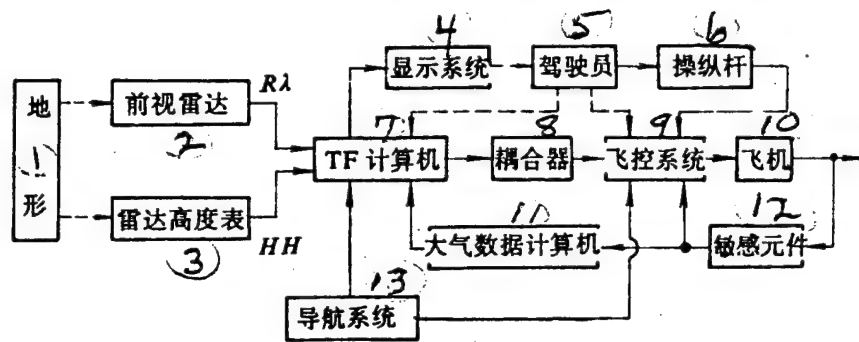 4 5 6
显示系统 驾驶员 操纵杆
地 前视雷达 Rλ
1 2 7 8 9 10
TF计算机 耦合器 飞控系统 飞机
形 雷达高度表 HH
3 11 12
大气数据计算机 敏感元件
13
导航系统